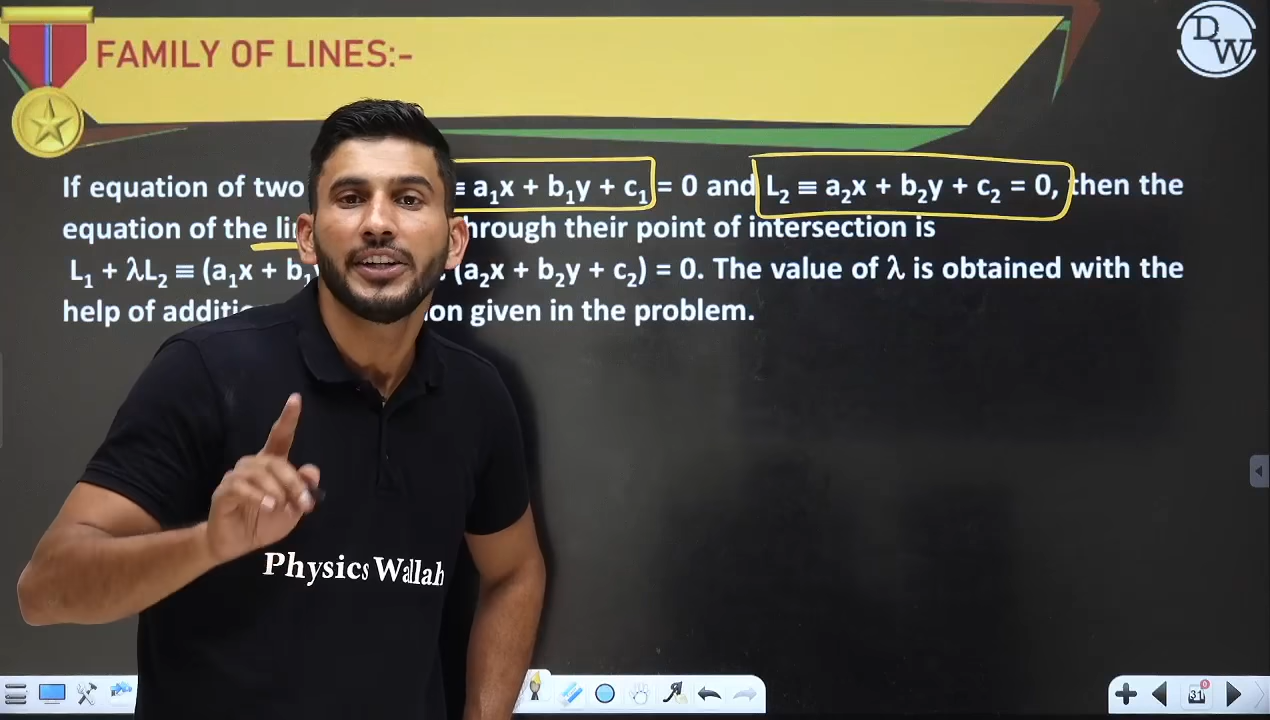 FAMILY OF LINES:-
If equation of two ≡ a₁x + b₁y + c₁ = 0 and L₂ ≡ a₂x + b₂y + c₂ = 0, then the
equation of the through their point of intersection is
L₁ + λL₂ ≡ (a₁x + b₁ (a₂x + b₂y + c₂) = 0. The value of λ is obtained with the
help of given in the problem.
Physics Wallah
31